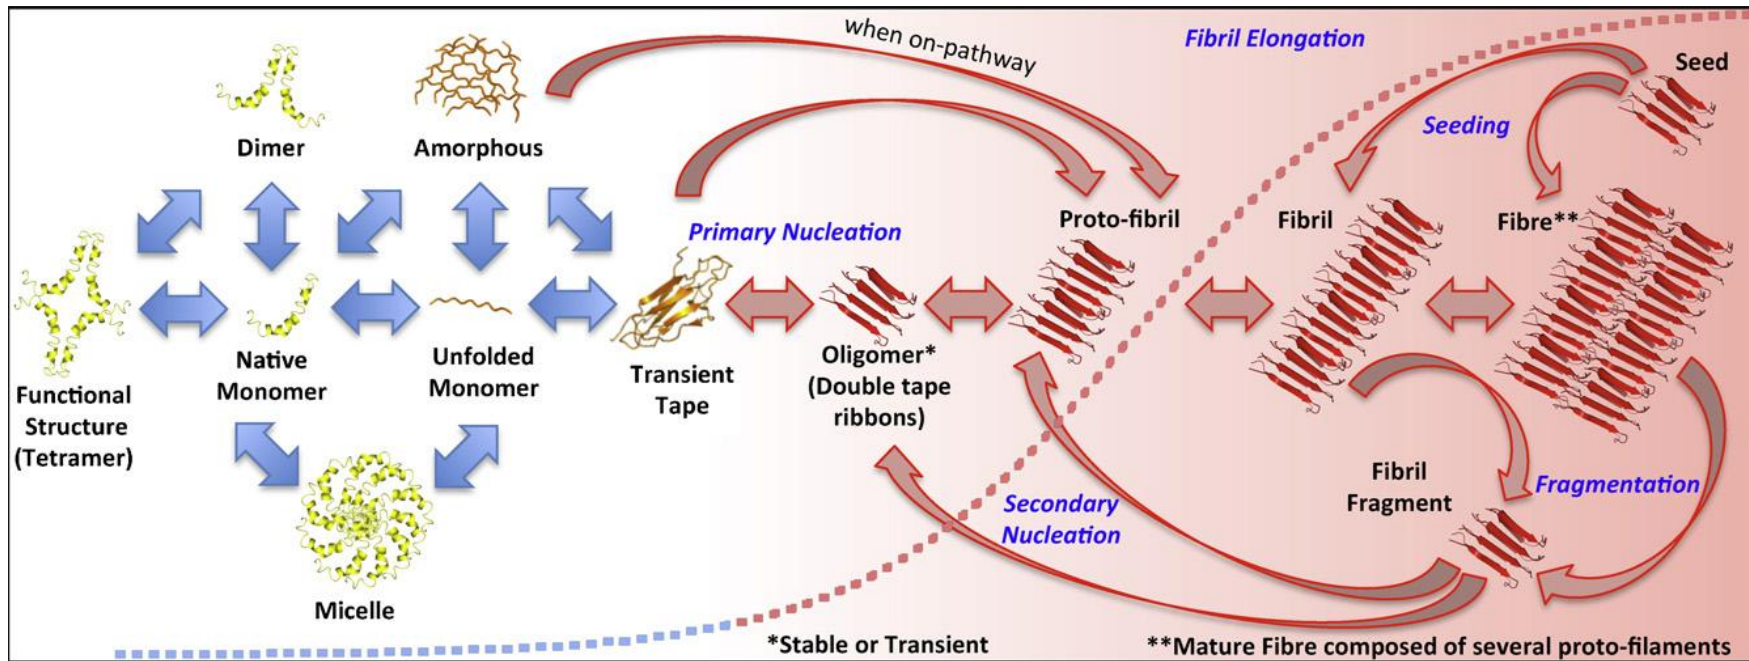 when on-pathway
Fibril Elongation
Seed
Dimer
Amorphous
Seeding
Primary Nucleation
Proto-fibril
Fibril
Fibre**
Functional
Structure
(Tetramer)
Native
Monomer
Unfolded
Monomer
Transient
Tape
Oligomer*
(Double tape
ribbons)
Fibril
Fragment
Fragmentation
Secondary
Nucleation
Micelle
*Stable or Transient
**Mature Fibre composed of several proto-filaments